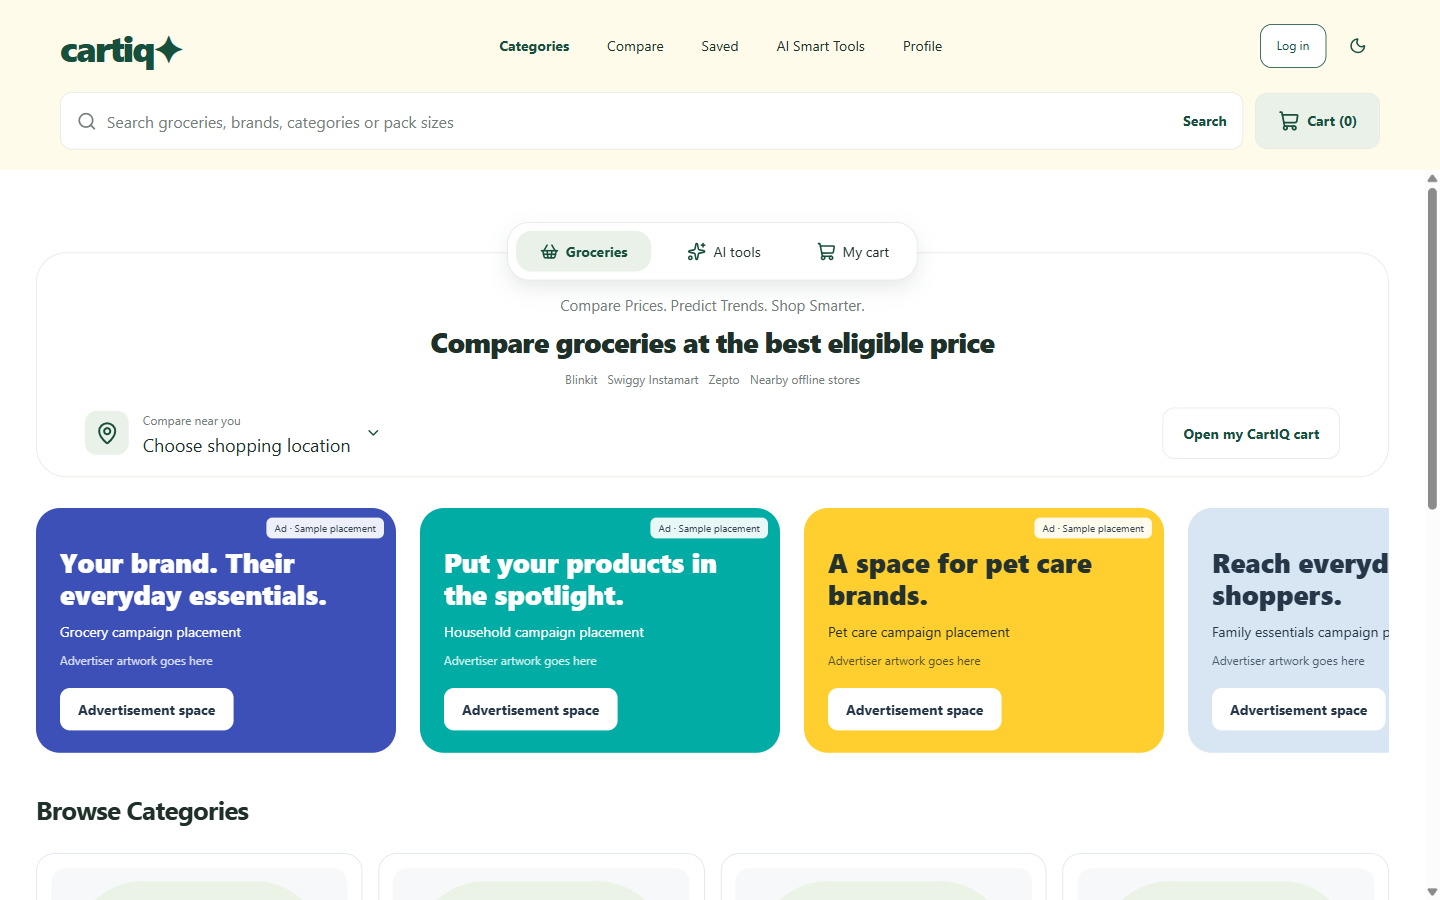 cartiq
Categories Compare Saved AI Smart Tools Profile
Log in
Search groceries, brands, categories or pack sizes
Search
Cart (0)
Groceries
AI tools
My cart
Compare Prices. Predict Trends. Shop Smarter.
Compare groceries at the best eligible price
Blinkit Swiggy Instamart Zepto Nearby offline stores
Compare near you
Choose shopping location
Open my CartIQ cart
Ad · Sample placement
Your brand. Their
everyday essentials.
Grocery campaign placement
Advertiser artwork goes here
Advertisement space
Ad · Sample placement
Put your products in
the spotlight.
Household campaign placement
Advertiser artwork goes here
Advertisement space
Ad · Sample placement
A space for pet care
brands.
Pet care campaign placement
Advertiser artwork goes here
Advertisement space
Reach everyd
shoppers.
Family essentials campaign p
Advertiser artwork goes here
Advertisement space
Browse Categories